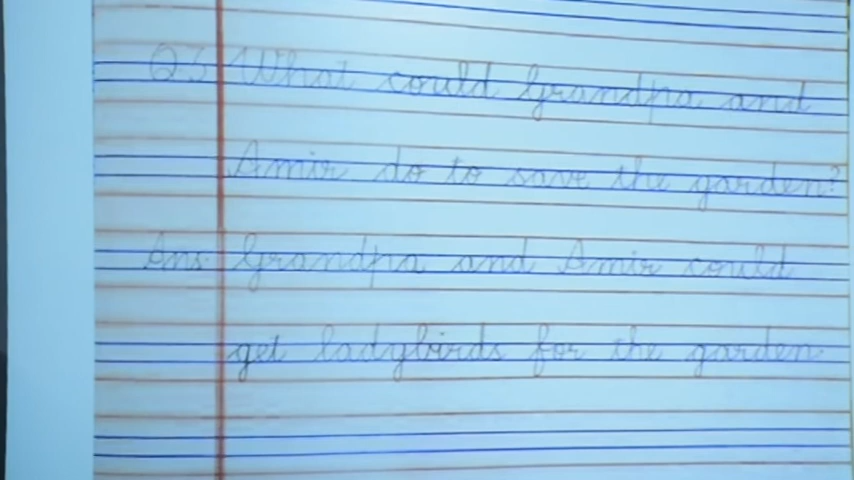 Q3. What could Grandpa and
Amir do to save the garden?
Ans. Grandpa and Amir could
get ladybirds for the garden